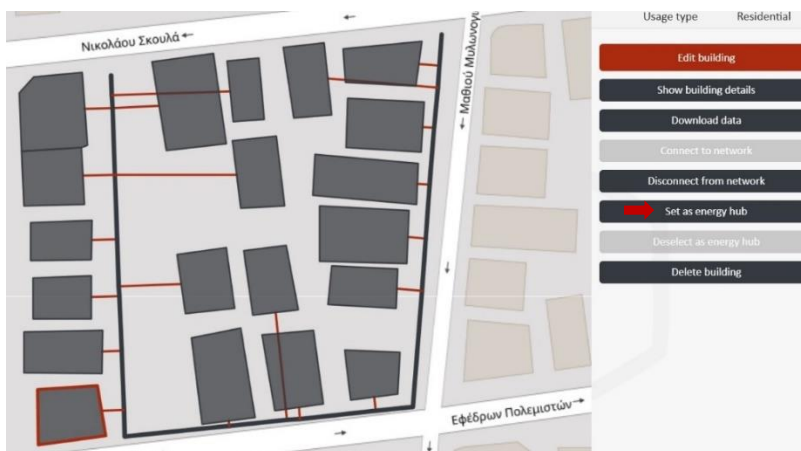 Usage type Residential
Νικολάου Σκουλά←
Edit building
Show building details
Download data
Connect to network
Disconnect from network
Set as energy hub
Deselect as energy hub
Delete building
Εφέδρων Πολεμιστών→